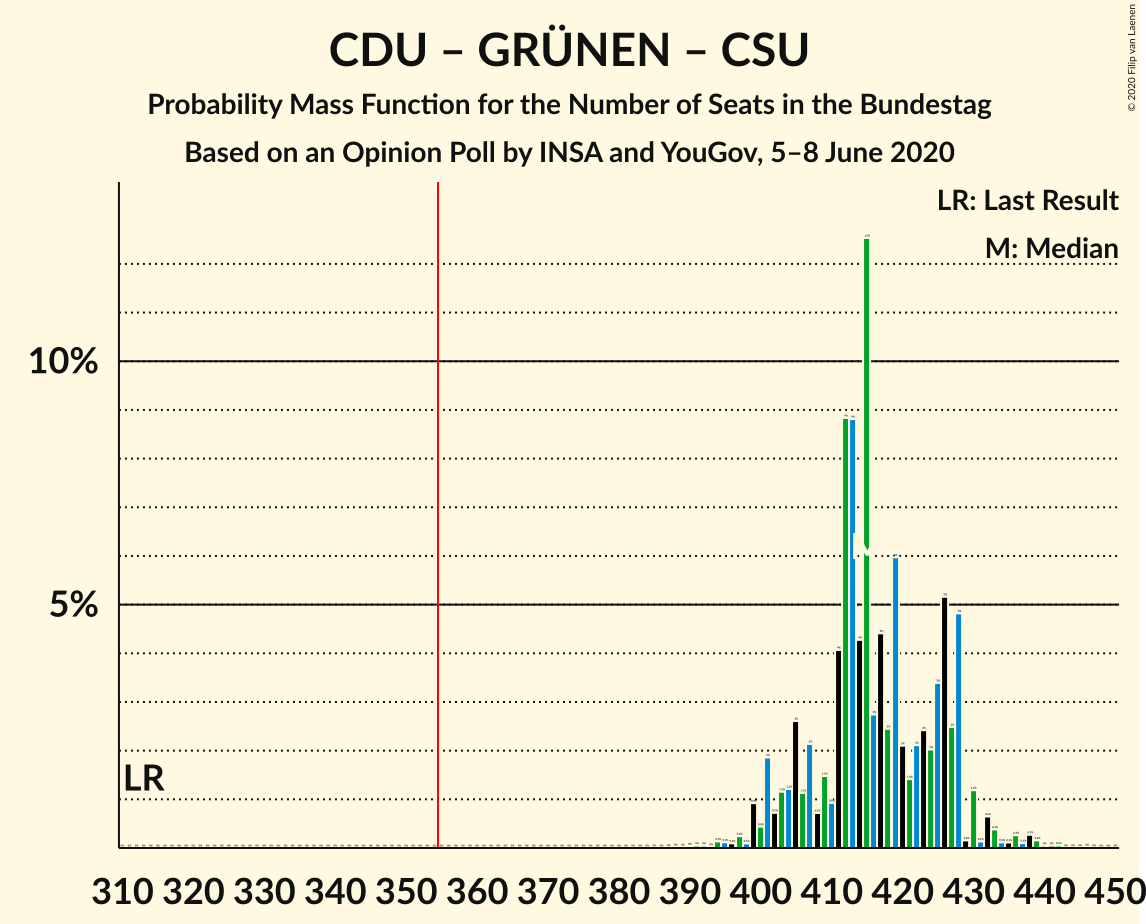 CDU – GRÜNEN – CSU
Probability Mass Function for the Number of Seats in the Bundestag
Based on an Opinion Poll by INSA and YouGov, 5–8 June 2020
© 2020 Filip van Laenen
LR: Last Result
M: Median
10%
5%
LR
310 320 330 340 350 360 370 380 390 400 410 420 430 440 450